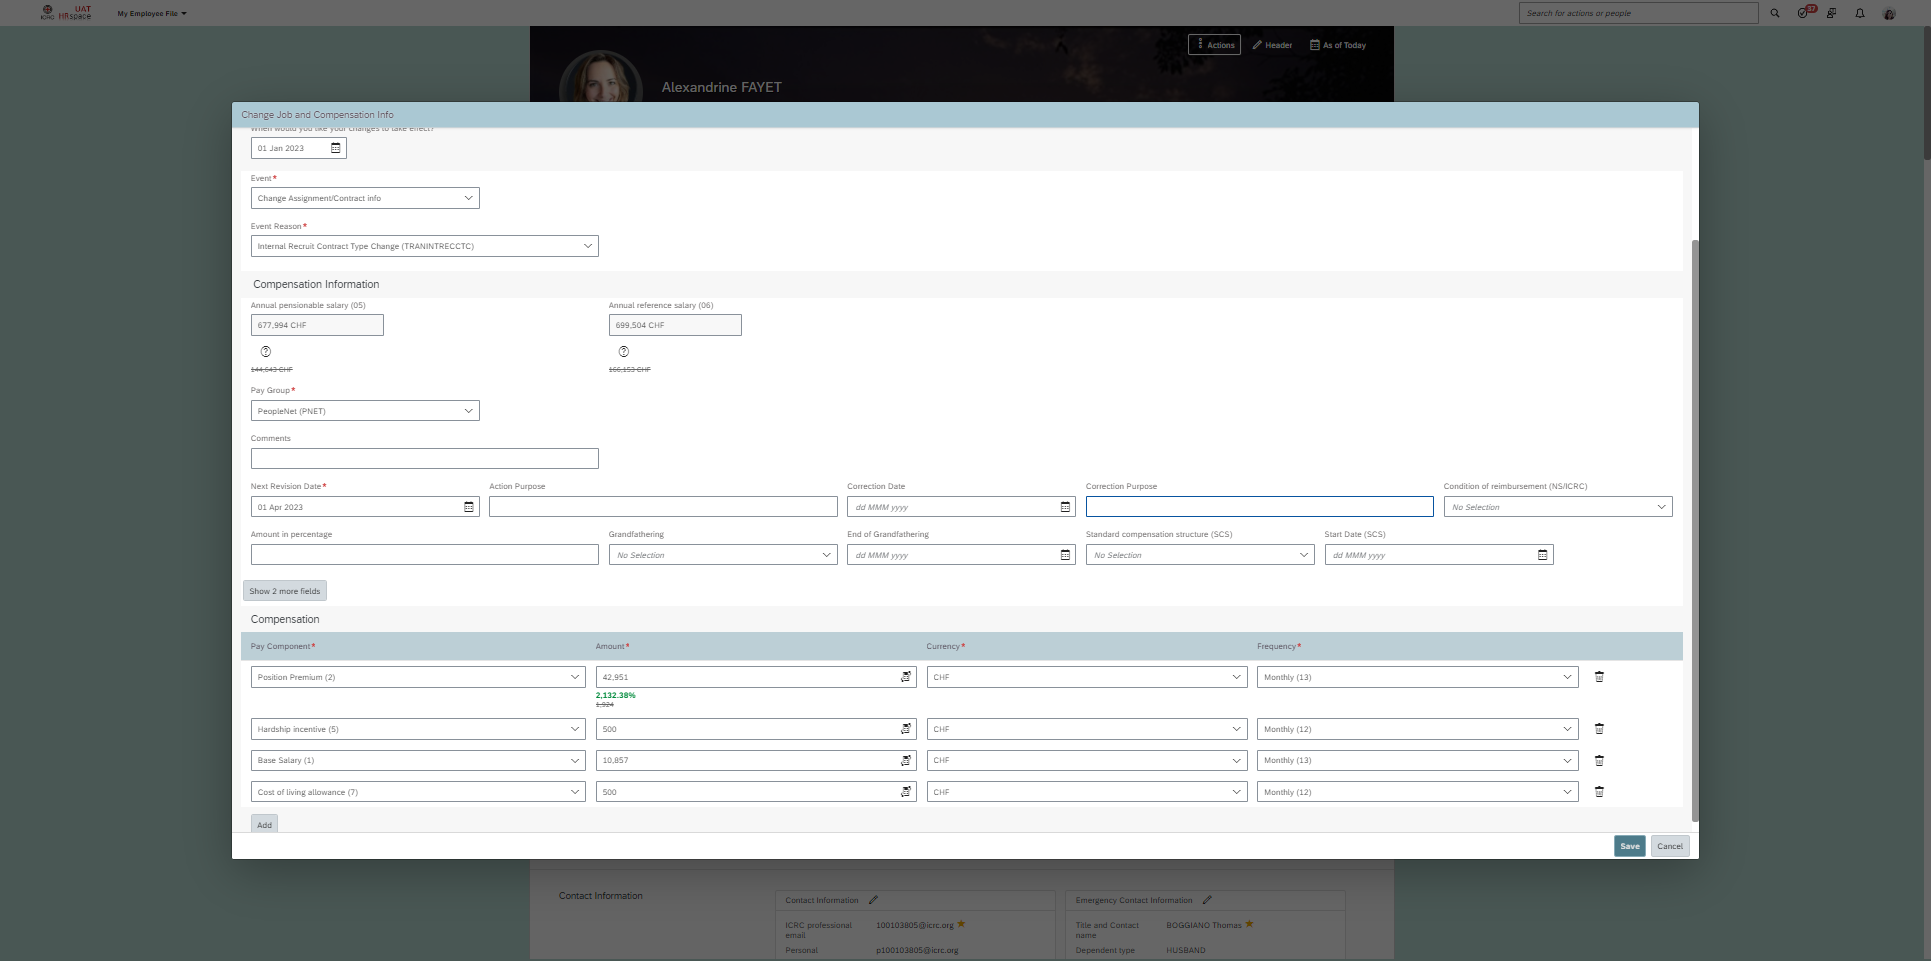 ICRC UAT HRspace
My Employee File
Search for actions or people
37
Actions
Header
As of Today
Alexandrine FAYET
Change Job and Compensation Info
When would you like your changes to take effect?
01 Jan 2023
Event*
Change Assignment/Contract info
Event Reason*
Internal Recruit Contract Type Change (TRANINTRECCTC)
Compensation Information
Annual pensionable salary (05) Annual reference salary (06)
677,994 CHF 699,504 CHF
144,643 CHF 166,153 CHF
Pay Group*
PeopleNet (PNET)
Comments
Next Revision Date* Action Purpose Correction Date Correction Purpose Condition of reimbursement (NS/ICRC)
01 Apr 2023 dd MMM yyyy No Selection
Amount in percentage Grandfathering End of Grandfathering Standard compensation structure (SCS) Start Date (SCS)
No Selection dd MMM yyyy No Selection dd MMM yyyy
Show 2 more fields
Compensation
Pay Component* Amount* Currency* Frequency*
Position Premium (2) 42,951 CHF Monthly (13)
2,132.38%
1,924
Hardship incentive (5) 500 CHF Monthly (12)
Base Salary (1) 10,857 CHF Monthly (13)
Cost of living allowance (7) 500 CHF Monthly (12)
Add
Save Cancel
Contact Information
Contact Information Emergency Contact Information
ICRC professional email 100103805@icrc.org Title and Contact name BOGGIANO Thomas
Personal p100103805@icrc.org Dependent type HUSBAND